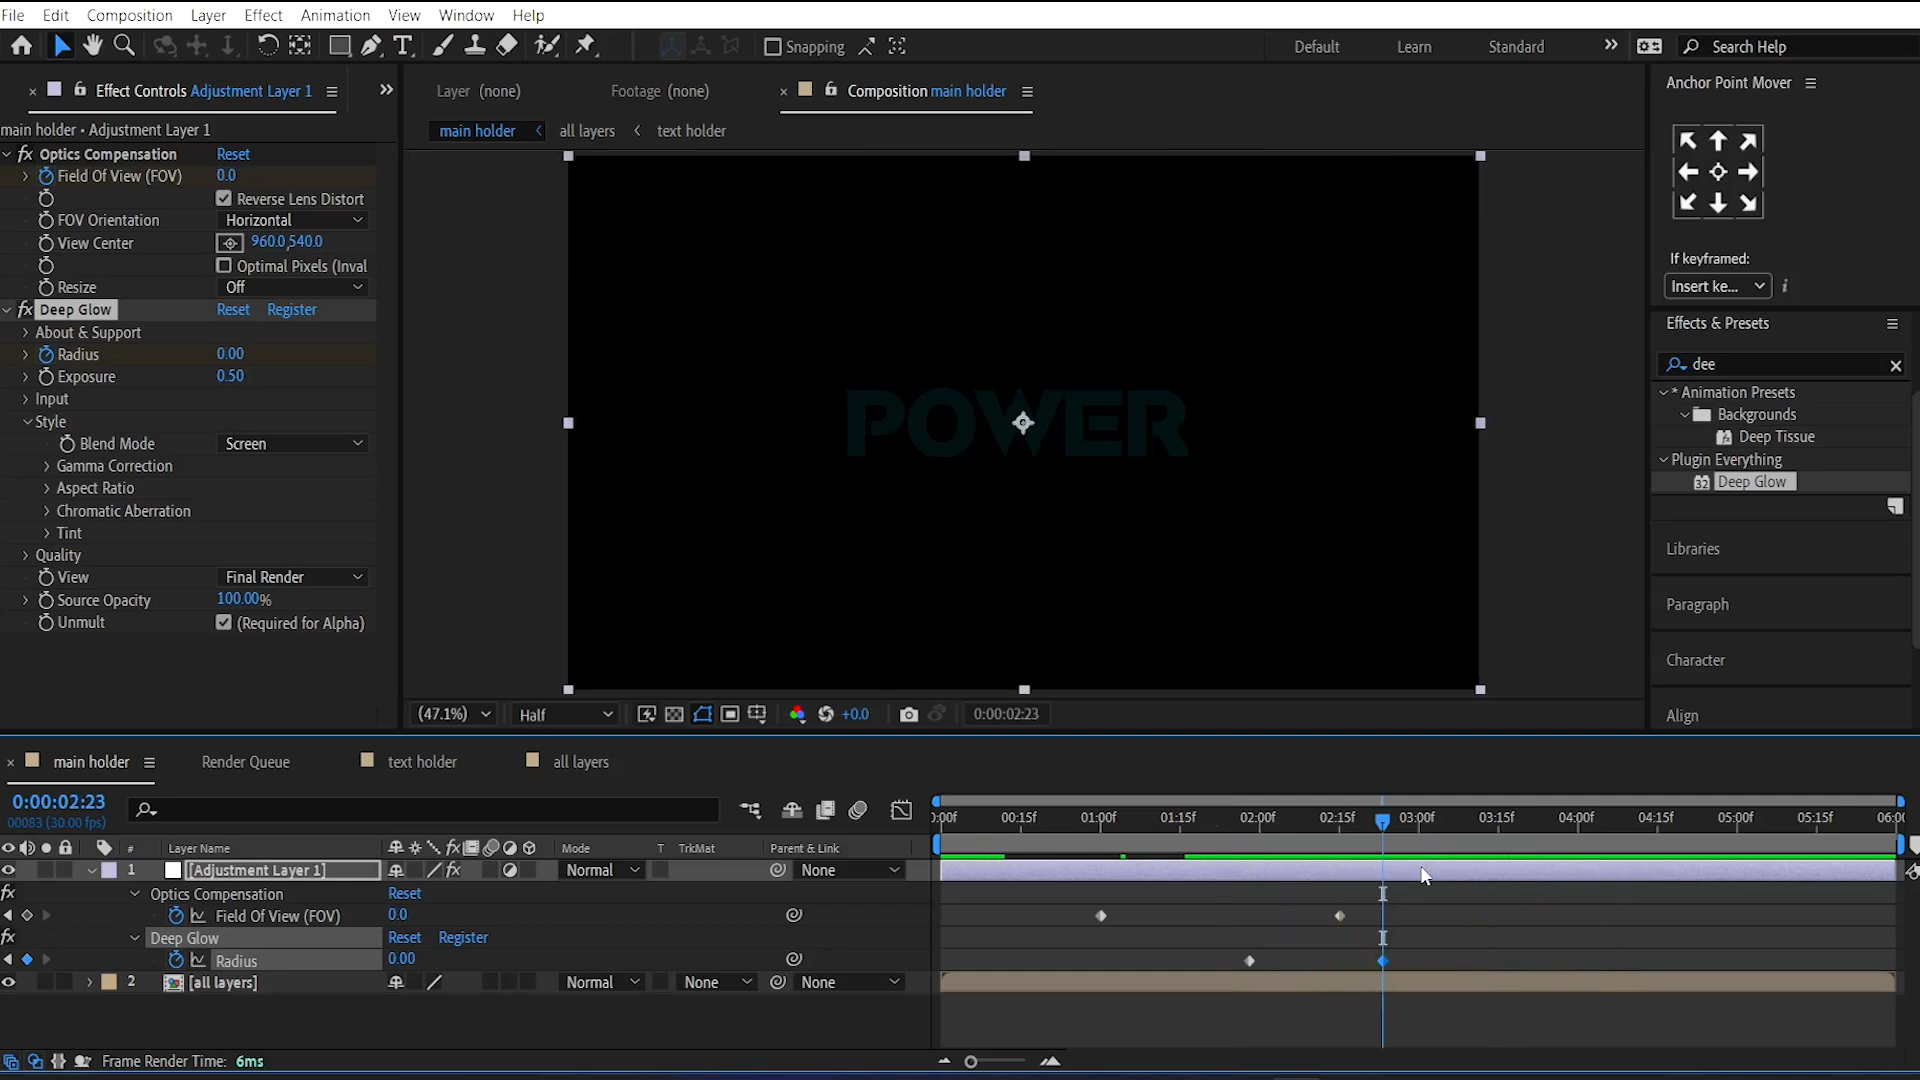 File Edit Composition Layer Effect Animation View Window Help
Snapping Default Learn Standard Search Help
Effect Controls Adjustment Layer 1
Layer (none) Footage (none) Composition main holder
Anchor Point Mover
main holder • Adjustment Layer 1
main holder all layers text holder
Optics Compensation Reset
Field Of View (FOV) 0.0
Reverse Lens Distort
FOV Orientation Horizontal
View Center 960.0,540.0
Optimal Pixels (Inval
Resize Off
Deep Glow Reset Register
About & Support
Radius 0.00
Exposure 0.50
Input
Style
Blend Mode Screen
Gamma Correction
Aspect Ratio
Chromatic Aberration
Tint
Quality
View Final Render
Source Opacity 100.00%
Unmult (Required for Alpha)
POWER
If keyframed:
Insert ke...
Effects & Presets
dee
* Animation Presets
Backgrounds
Deep Tissue
Plugin Everything
32 Deep Glow
Libraries
Paragraph
Character
Align
(47.1%) Half +0.0 0:00:02:23
main holder Render Queue text holder all layers
0:00:02:23
00083 (30.00 fps)
):00f 00:15f 01:00f 01:15f 02:00f 02:15f 03:00f 03:15f 04:00f 04:15f 05:00f 05:15f 06:0
# Layer Name Mode T TrkMat Parent & Link
1 [Adjustment Layer 1] Normal None
Optics Compensation Reset
Field Of View (FOV) 0.0
Deep Glow Reset Register
Radius 0.00
2 [all layers] Normal None None
Frame Render Time: 6ms